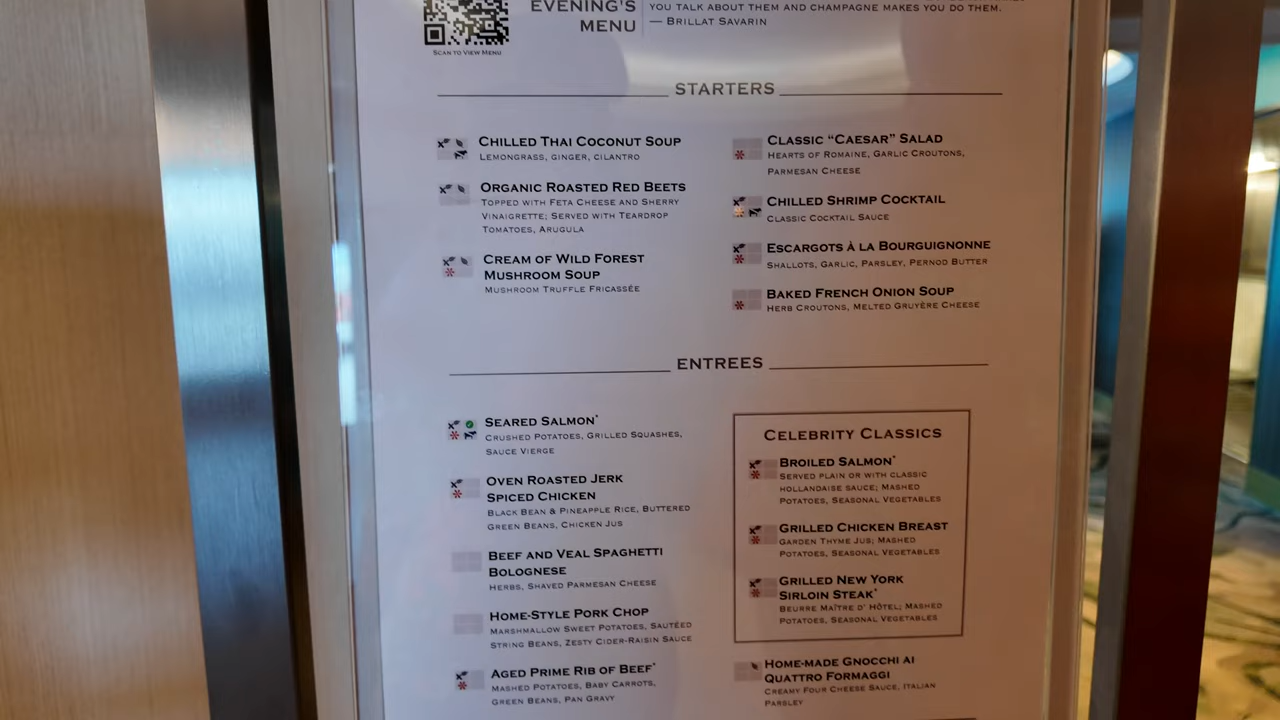 EVENING'S
MENU
YOU TALK ABOUT THEM AND CHAMPAGNE MAKES YOU DO THEM.
— BRILLAT SAVARIN
SCAN TO VIEW MENU
STARTERS
CHILLED THAI COCONUT SOUP
LEMONGRASS, GINGER, CILANTRO
ORGANIC ROASTED RED BEETS
TOPPED WITH FETA CHEESE AND SHERRY
VINAIGRETTE; SERVED WITH TEARDROP
TOMATOES, ARUGULA
CREAM OF WILD FOREST
MUSHROOM SOUP
MUSHROOM TRUFFLE FRICASSÉE
CLASSIC “CAESAR” SALAD
HEARTS OF ROMAINE, GARLIC CROUTONS,
PARMESAN CHEESE
CHILLED SHRIMP COCKTAIL
CLASSIC COCKTAIL SAUCE
ESCARGOTS À LA BOURGUIGNONNE
SHALLOTS, GARLIC, PARSLEY, PERNOD BUTTER
BAKED FRENCH ONION SOUP
HERB CROUTONS, MELTED GRUYÈRE CHEESE
ENTREES
SEARED SALMON*
CRUSHED POTATOES, GRILLED SQUASHES,
SAUCE VIERGE
OVEN ROASTED JERK
SPICED CHICKEN
BLACK BEAN & PINEAPPLE RICE, BUTTERED
GREEN BEANS, CHICKEN JUS
BEEF AND VEAL SPAGHETTI
BOLOGNESE
HERBS, SHAVED PARMESAN CHEESE
HOME-STYLE PORK CHOP
MARSHMALLOW SWEET POTATOES, SAUTÉED
STRING BEANS, ZESTY CIDER-RAISIN SAUCE
AGED PRIME RIB OF BEEF*
MASHED POTATOES, BABY CARROTS,
GREEN BEANS, PAN GRAVY
CELEBRITY CLASSICS
BROILED SALMON*
SERVED PLAIN OR WITH CLASSIC
HOLLANDAISE SAUCE; MASHED
POTATOES, SEASONAL VEGETABLES
GRILLED CHICKEN BREAST
GARDEN THYME JUS; MASHED
POTATOES, SEASONAL VEGETABLES
GRILLED NEW YORK
SIRLOIN STEAK*
BEURRE MAÎTRE D' HÔTEL; MASHED
POTATOES, SEASONAL VEGETABLES
HOME-MADE GNOCCHI AI
QUATTRO FORMAGGI
CREAMY FOUR CHEESE SAUCE, ITALIAN
PARSLEY